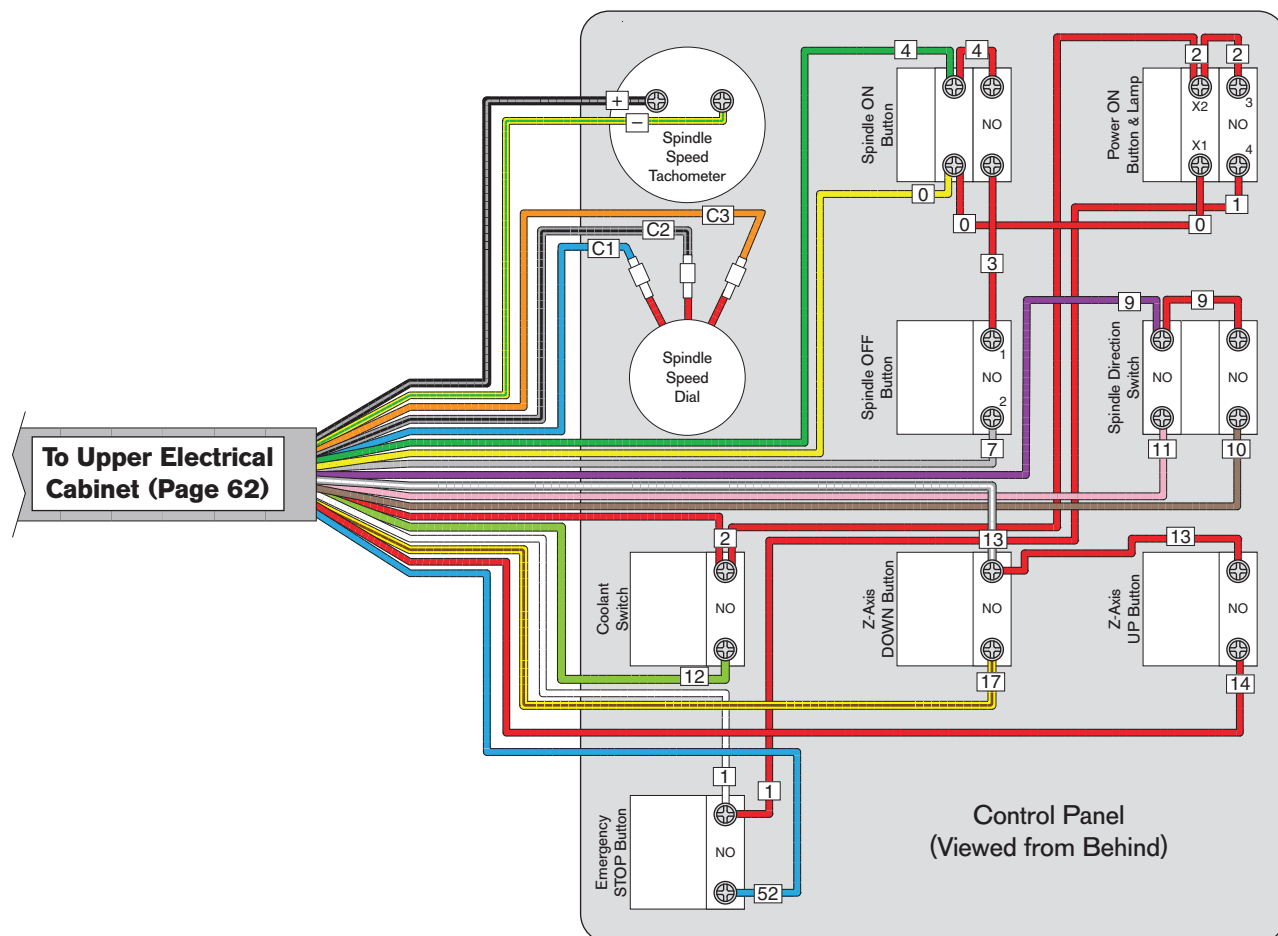 4
4
2
2
+
−
Spindle
Speed
Tachometer
Spindle ON
Button
NO
Power ON
Button & Lamp
X2
3
NO
X1
4
0
0
0
1
C3
C2
C1
3
9
9
Spindle
Speed
Dial
Spindle OFF
Button
1
NO
2
Spindle Direction
Switch
NO
NO
7
11
10
To Upper Electrical
Cabinet (Page 62)
2
13
13
Coolant
Switch
NO
Z-Axis
DOWN Button
NO
Z-Axis
UP Button
NO
12
17
14
1
1
Emergency
STOP Button
NO
52
Control Panel
(Viewed from Behind)